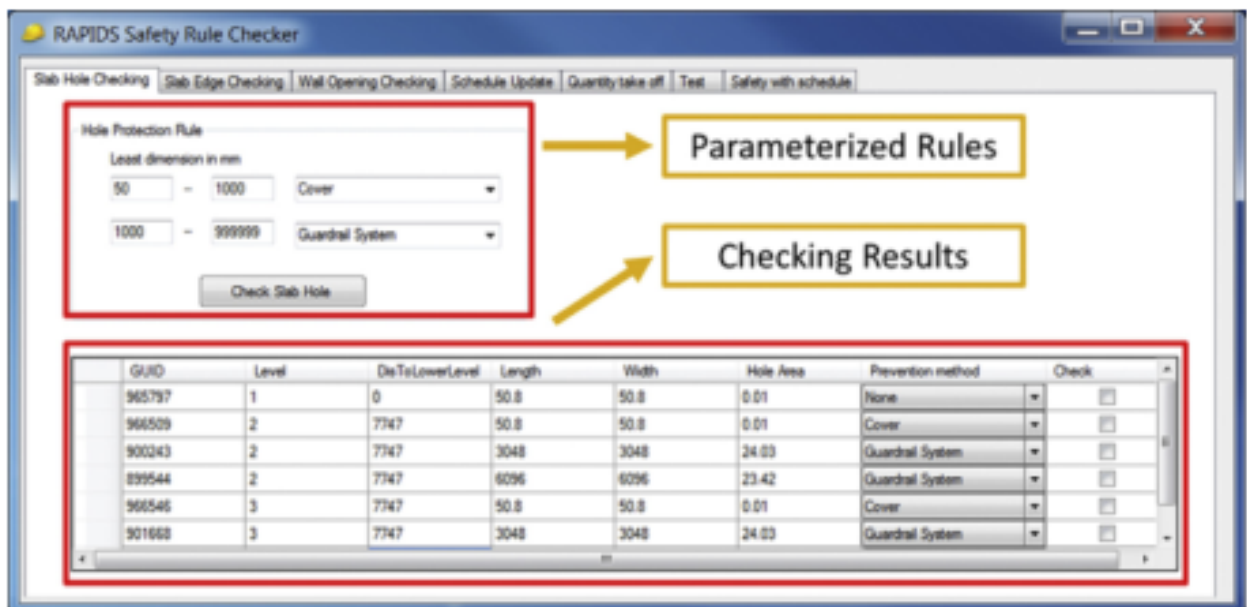 RAPIDS Safety Rule Checker
Slab Hole Checking Slab Edge Checking Wall Opening Checking Schedule Update Quantity take off Test Safety with schedule
Hole Protection Rule
Least dimension in mm
50 - 1000 Cover
1000 - 999999 Guardrail System
Check Slab Hole
Parameterized Rules
Checking Results
GUID Level DisToLowerLevel Length Width Hole Area Prevention method Check
965797 1 0 50.8 50.8 0.01 None
966509 2 7747 50.8 50.8 0.01 Cover
900243 2 7747 3048 3048 24.03 Guardrail System
899544 2 7747 6096 6096 23.42 Guardrail System
966546 3 7747 50.8 50.8 0.01 Cover
901668 3 7747 3048 3048 24.03 Guardrail System